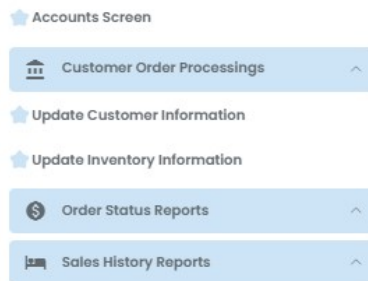 Accounts Screen
Customer Order Processings
Update Customer Information
Update Inventory Information
Order Status Reports
Sales History Reports